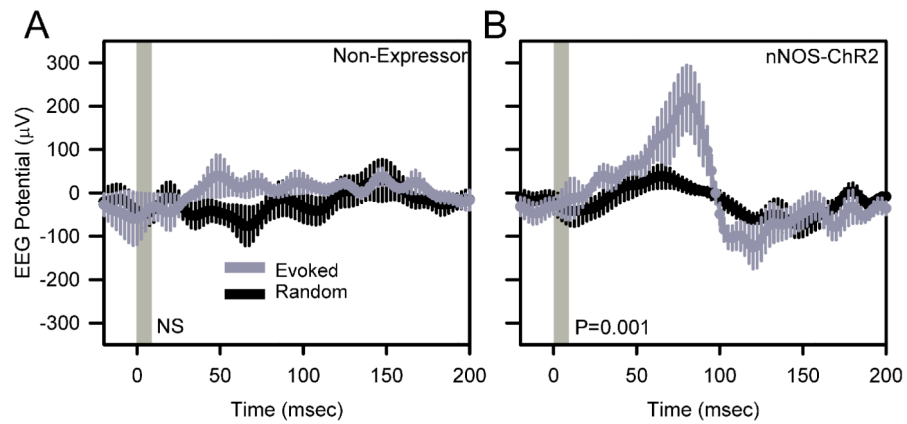 A
B
Non-Expressor
nNOS-ChR2
EEG Potential (µV)
300
200
100
0
-100
-200
-300
Evoked
Random
NS
P=0.001
0
50
100
150
200
0
50
100
150
200
Time (msec)
Time (msec)